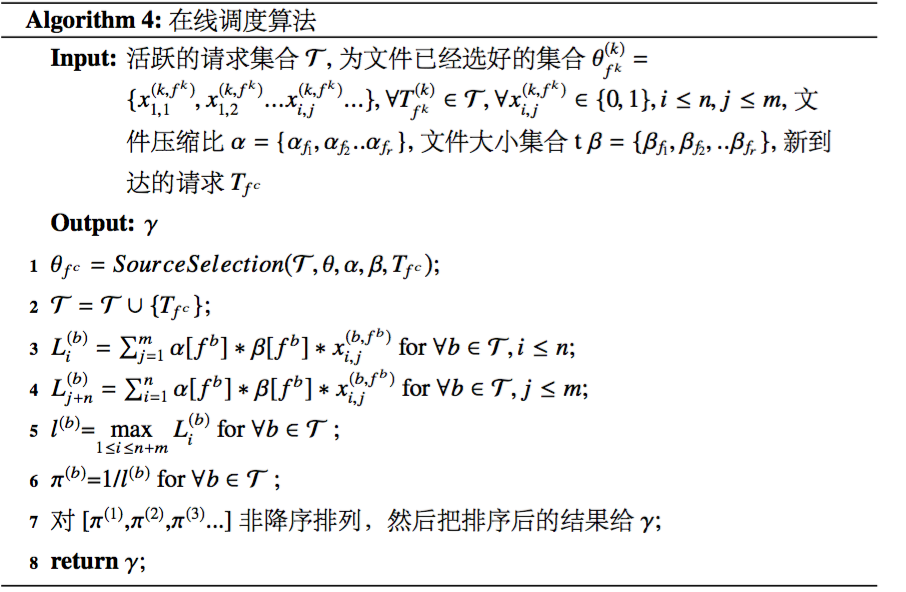 Algorithm 4: 在线调度算法
Input: 活跃的请求集合 𝒯, 为文件已经选好的集合 θ_{f^k}^{(k)} =
{x_{1,1}^{(k,f^k)}, x_{1,2}^{(k,f^k)}...x_{i,j}^{(k,f^k)}...}, ∀T_{f^k}^{(k)} ∈ 𝒯, ∀x_{i,j}^{(k,f^k)} ∈ {0, 1}, i ≤ n, j ≤ m, 文
件压缩比 α = {α_{f_1}, α_{f_2}..α_{f_r}}, 文件大小集合 t β = {β_{f_1}, β_{f_2}, ..β_{f_r}}, 新到
达的请求 T_{f^c}
Output: γ
1 θ_{f^c} = SourceSelection(𝒯, θ, α, β, T_{f^c});
2 𝒯 = 𝒯 ∪ {T_{f^c}};
3 L_i^{(b)} = ∑_{j=1}^m α[f^b] * β[f^b] * x_{i,j}^{(b,f^b)} for ∀b ∈ 𝒯, i ≤ n;
4 L_{j+n}^{(b)} = ∑_{i=1}^n α[f^b] * β[f^b] * x_{i,j}^{(b,f^b)} for ∀b ∈ 𝒯, j ≤ m;
5 l^{(b)}= max_{1≤i≤n+m} L_i^{(b)} for ∀b ∈ 𝒯 ;
6 π^{(b)}=1/l^{(b)} for ∀b ∈ 𝒯 ;
7 对 [π^{(1)},π^{(2)},π^{(3)}...] 非降序排列，然后把排序后的结果给 γ;
8 return γ;